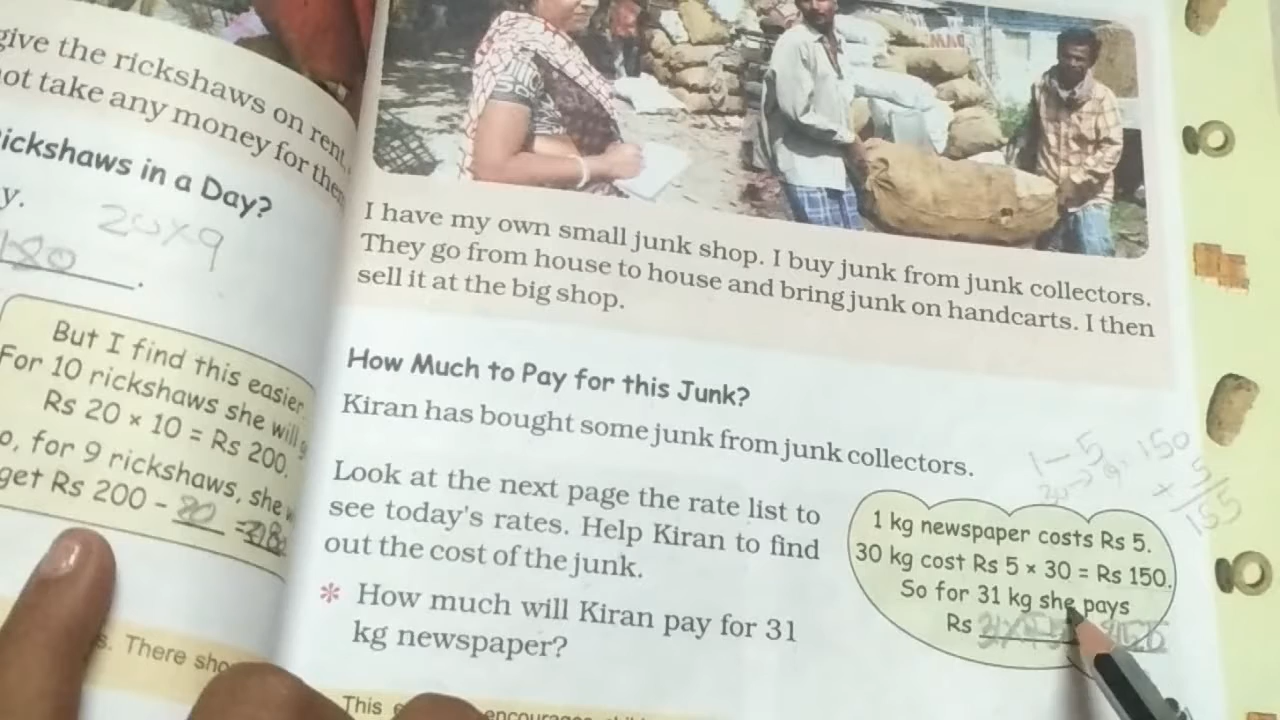 give the rickshaws on rent.
not take any money for
ickshaws in a Day?
y.
20×9
180
But I find this easier
For 10 rickshaws she will
Rs 20 × 10 = Rs 200.
o, for 9 rickshaws, she
get Rs 200 -
s. There
I have my own small junk shop. I buy junk from junk collectors.
They go from house to house and bring junk on handcarts. I then
sell it at the big shop.
How Much to Pay for this Junk?
Kiran has bought some junk from junk collectors.
Look at the next page the rate list to
see today's rates. Help Kiran to find
out the cost of the junk.
* How much will Kiran pay for 31
kg newspaper?
1 – 5
150
+ 5
155
1 kg newspaper costs Rs 5.
30 kg cost Rs 5 × 30 = Rs 150.
So for 31 kg she pays
Rs
This